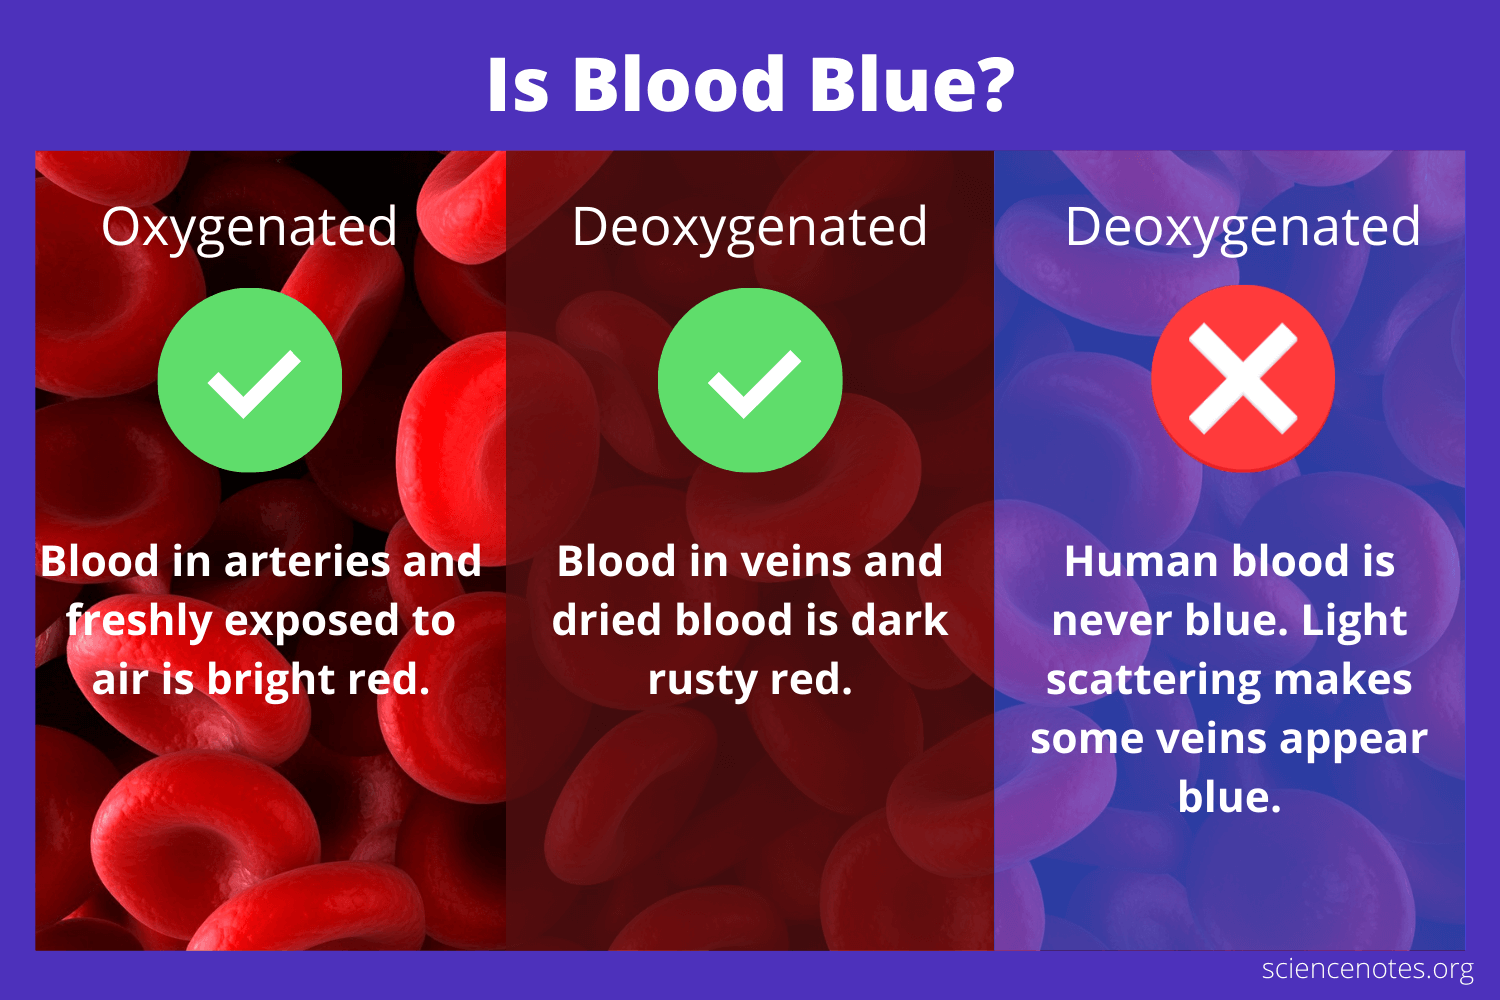 Is Blood Blue?
Oxygenated
Blood in arteries and
freshly exposed to
air is bright red.
Deoxygenated
Blood in veins and
dried blood is dark
rusty red.
Deoxygenated
Human blood is
never blue. Light
scattering makes
some veins appear
blue.
sciencenotes.org